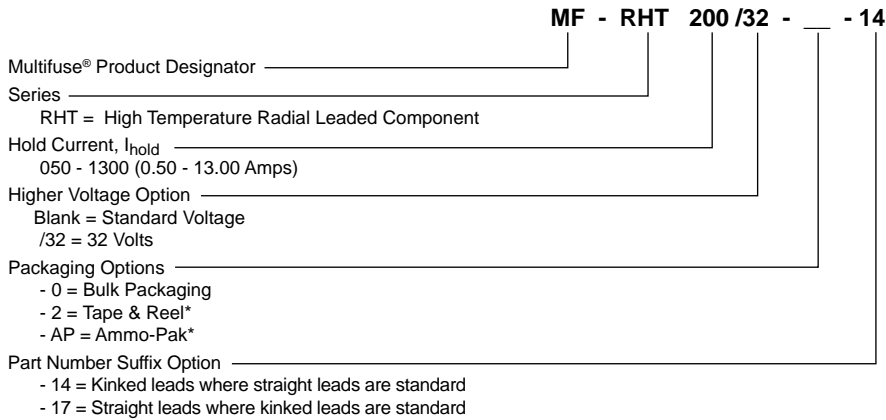 MF - RHT 200 /32 - __ - 14
Multifuse® Product Designator
Series
RHT = High Temperature Radial Leaded Component
Hold Current, Ihold
050 - 1300 (0.50 - 13.00 Amps)
Higher Voltage Option
Blank = Standard Voltage
/32 = 32 Volts
Packaging Options
- 0 = Bulk Packaging
- 2 = Tape & Reel*
- AP = Ammo-Pak*
Part Number Suffix Option
- 14 = Kinked leads where straight leads are standard
- 17 = Straight leads where kinked leads are standard